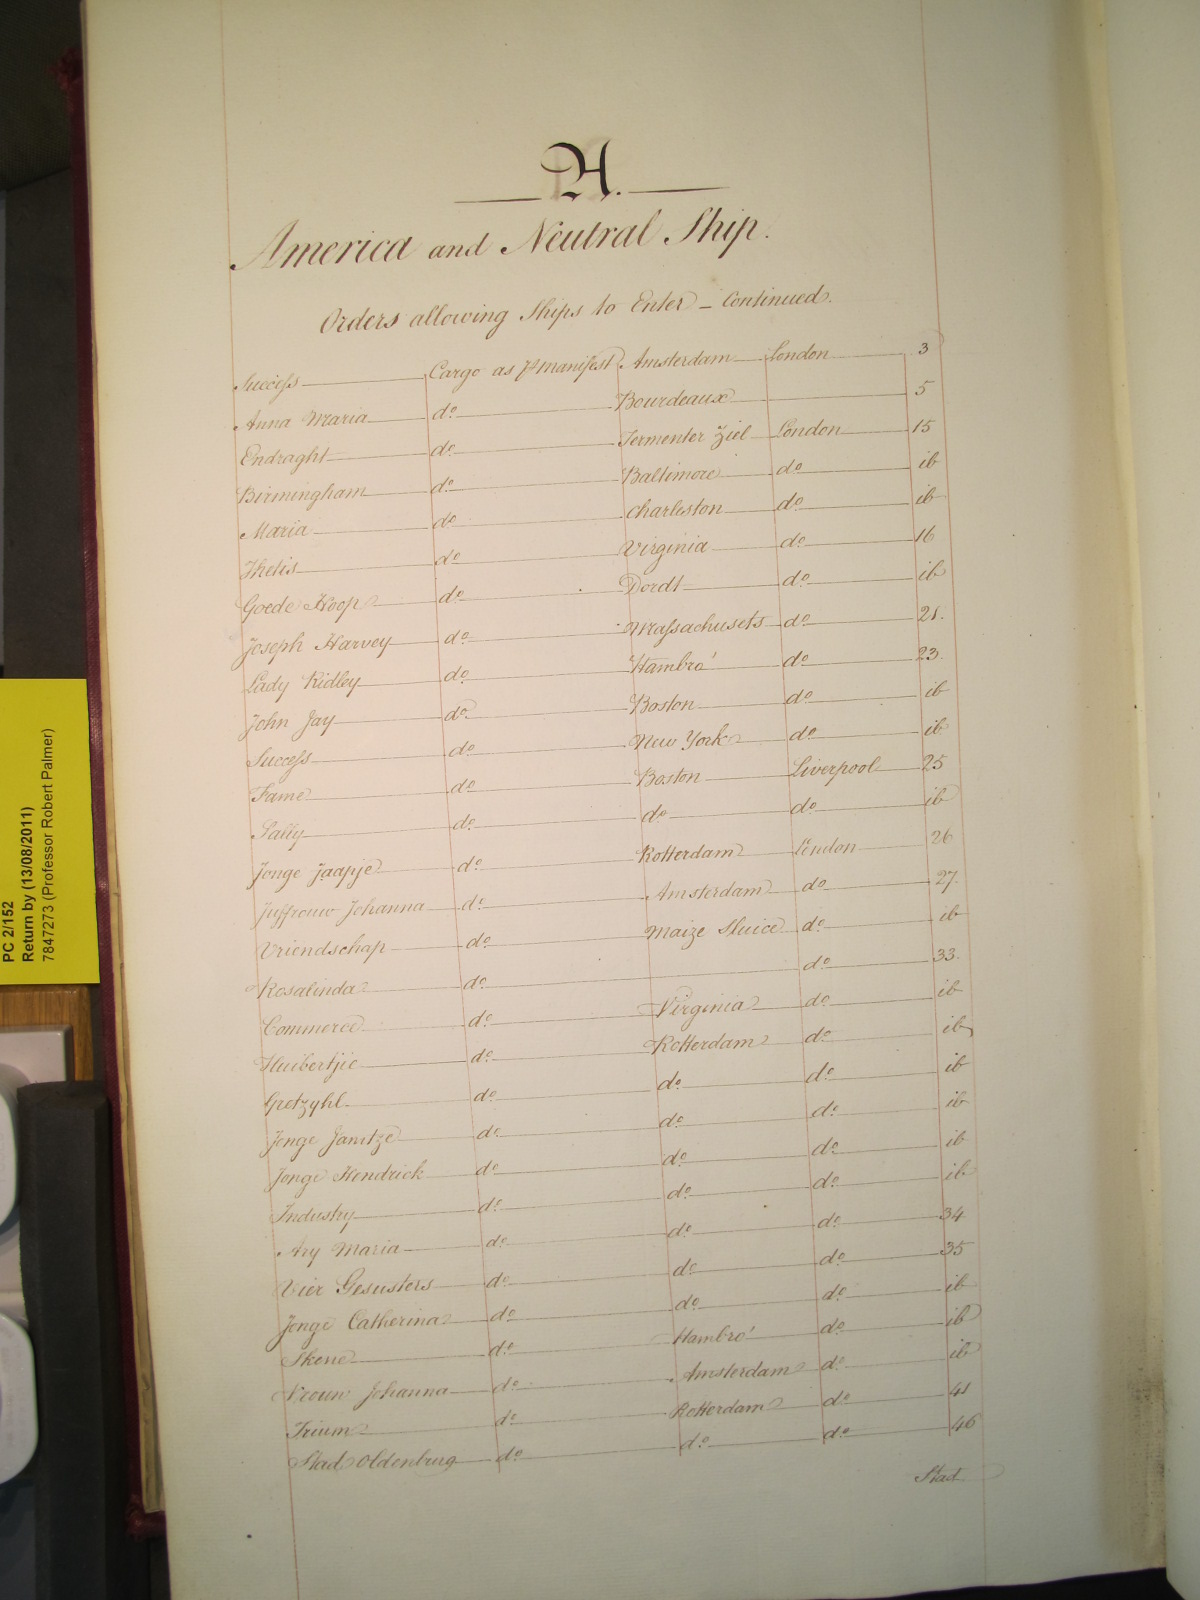 A.
America and Neutral Ship.
Orders allowing Ships to Enter – Continued.
Success Cargo as Pr Manifest Amsterdam London 3
Anna Maria do Bourdeaux 5
Endraght do Termenter Ziel London 15
Birmingham do Baltimore do ib
Maria do Charleston do ib
Thetis do Virginia do 16
Goede Hoop do Dordt do ib
Joseph Harvey do Massachusets do 21.
Lady Ridley do Hambro' do 23.
John Jay do Boston do ib
Success do New York do ib
Fame do Boston Liverpool 25
Sally do do do ib
Jonge Jaapje do Rotterdam London 26
Juffrouw Johanna do Amsterdam do 27.
Vriendschap do Maize Sluice do ib
Rosalinda do do 33.
Commerce do Virginia do ib
Huibertjie do Rotterdam do ib
Gretzyhl do do do ib
Jonge Janitze do do do ib
Jonge Hendrick do do do ib
Industry do do do ib
Ary Maria do do do 34
Vier Gesusters do do do 35
Jonge Catherina do do do ib
Skene do Hambro' do ib
Vrouw Johanna do Amsterdam do ib
Trium do Rotterdam do 41
Stad Oldenburg do do do 46
Stad
PC 2/152
Return by (13/08/2011)
7847273 (Professor Robert Palmer)